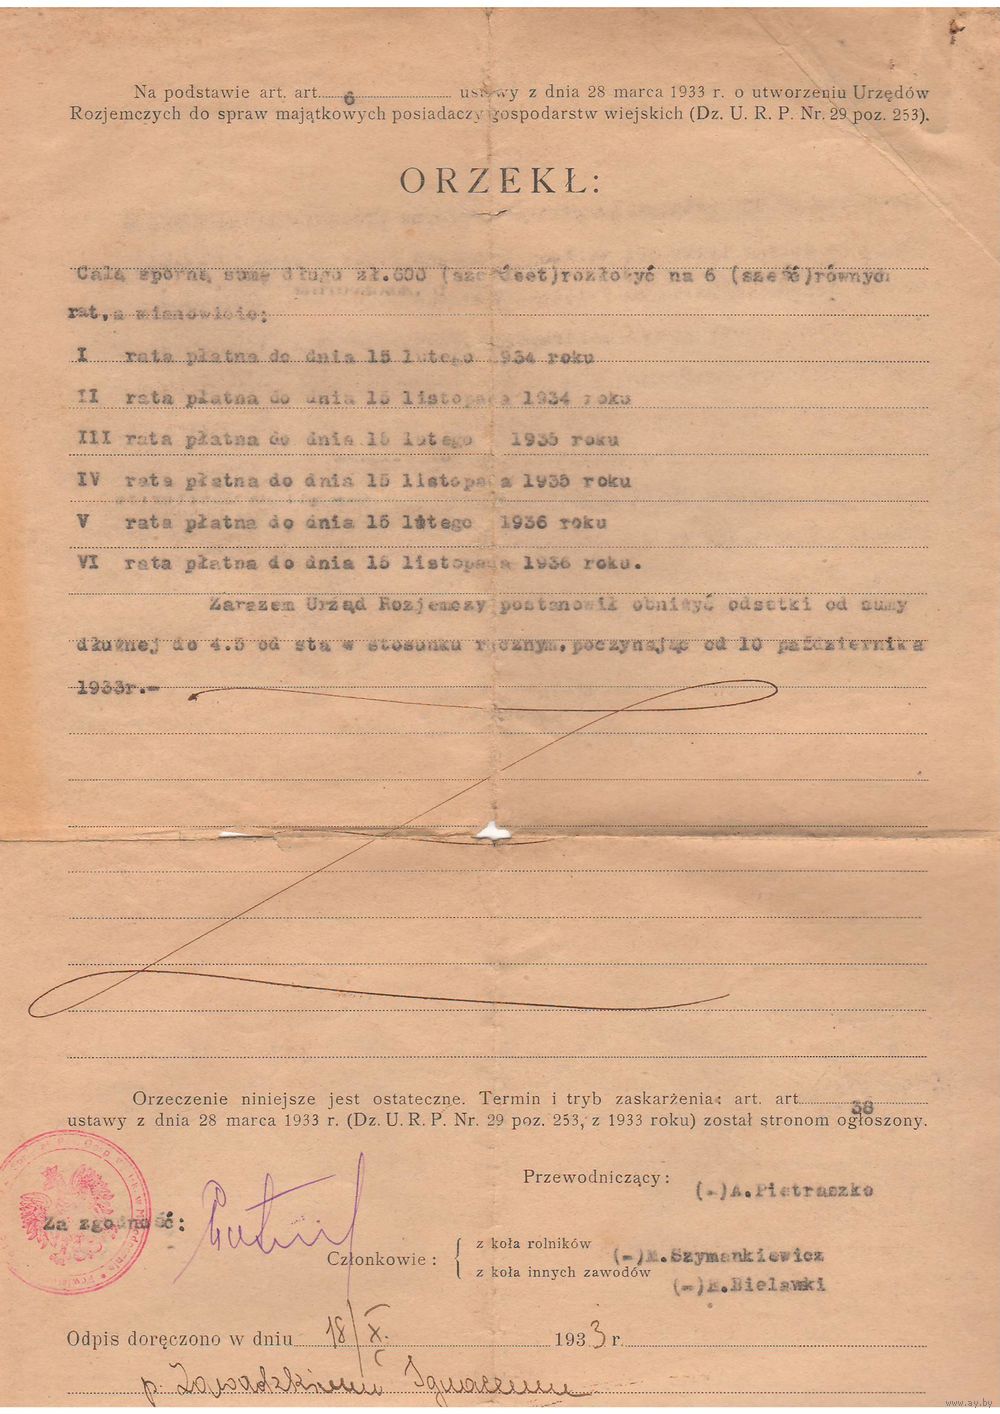 Na podstawie art. art. 6 ustawy z dnia 28 marca 1933 r. o utworzeniu Urzędów
Rozjemczych do spraw majątkowych posiadaczy gospodarstw wiejskich (Dz. U. R. P. Nr. 29 poz. 253).
ORZEKŁ:
Całą sporną sumę długo zł.600 (sześćset)rozłożyć na 6 (sześć)równych
rat, a mianowicie:
I rata płatna do dnia 15 lutego 1934 roku
II rata płatna do dnia 15 listopada 1934 roku
III rata płatna do dnia 15 lutego 1935 roku
IV rata płatna do dnia 15 listopada 1935 roku
V rata płatna do dnia 15 lutego 1936 roku
VI rata płatna do dnia 15 listopada 1936 roku.
Zarazem Urząd Rozjemczy postanowił obniżyć odsetki od sumy
dłużnej do 4.5 od sta w stosunku rocznym, poczynając od 10 października
1933r.-
Orzeczenie niniejsze jest ostateczne. Termin i tryb zaskarżenia: art. art. 38
ustawy z dnia 28 marca 1933 r. (Dz. U. R. P. Nr. 29 poz. 253, z 1933 roku) został stronom ogłoszony.
Przewodniczący:
(-)A.Pietraszko
Za zgodność:
Członkowie:
z koła rolników
(-)M.Szymankiewicz
z koła innych zawodów
(-)E.Bielawski
Odpis doręczono w dniu 18/X. 1933 r.
p. Zawadzkiemu Ignacemu
www.ay.by